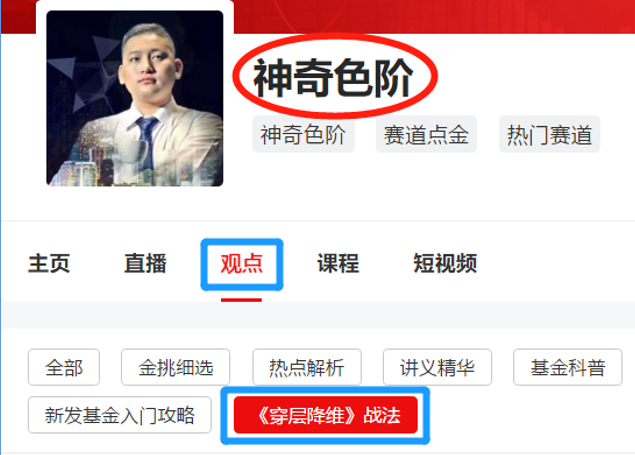 神奇色阶
神奇色阶 赛道点金 热门赛道
主页 直播 观点 课程 短视频
全部 金挑细选 热点解析 讲义精华 基金科普
新发基金入门攻略 《穿层降维》战法